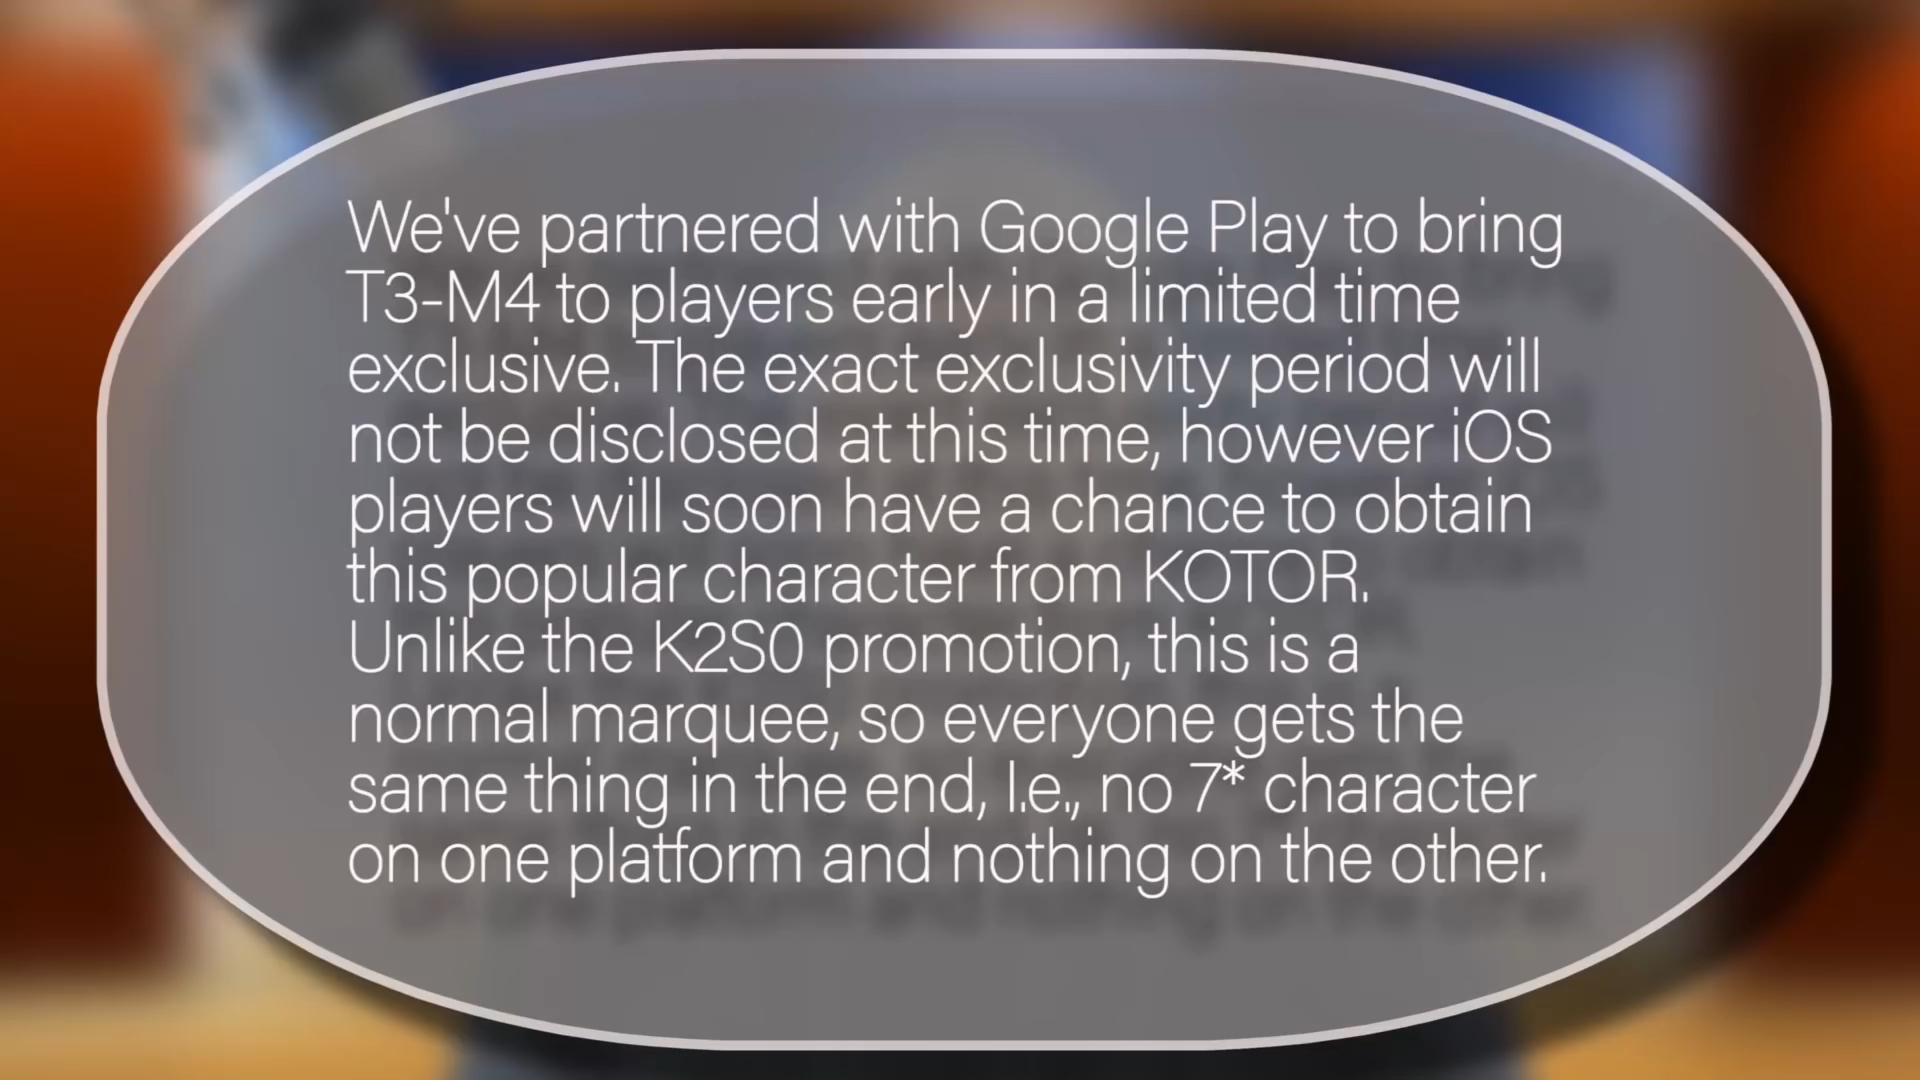 We've partnered with Google Play to bring
T3-M4 to players early in a limited time
exclusive. The exact exclusivity period will
not be disclosed at this time, however iOS
players will soon have a chance to obtain
this popular character from KOTOR.
Unlike the K2S0 promotion, this is a
normal marquee, so everyone gets the
same thing in the end, I.e., no 7* character
on one platform and nothing on the other.